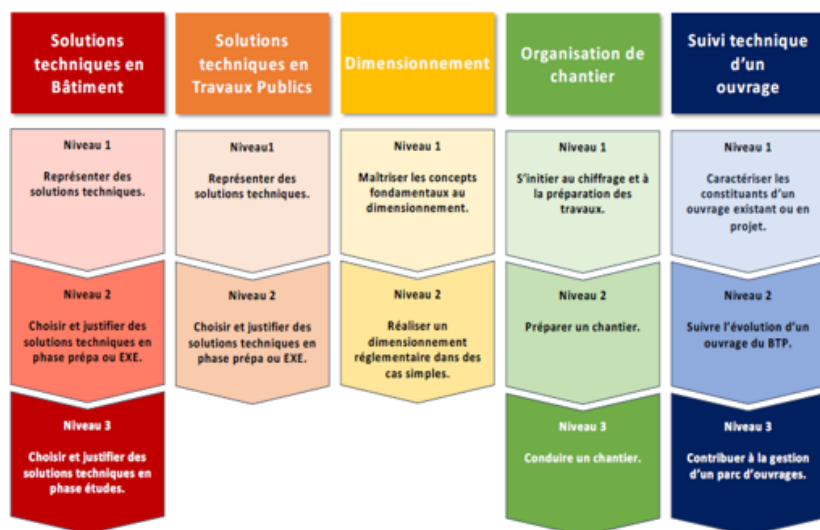 Solutions
techniques en
Bâtiment
Solutions
techniques en
Travaux Publics
Dimensionnement
Organisation de
chantier
Suivi technique
d'un
ouvrage
Niveau 1
Représenter des
solutions techniques.
Niveau1
Représenter des
solutions techniques.
Niveau 1
Maîtriser les concepts
fondamentaux au
dimensionnement.
Niveau 1
S'initier au chiffrage et à
la préparation des
travaux.
Niveau 1
Caractériser les
constituants d'un
ouvrage existant ou en
projet.
Niveau 2
Choisir et justifier des
solutions techniques en
phase prépa ou EXE.
Niveau 2
Choisir et justifier des
solutions techniques en
phase prépa ou EXE.
Niveau 2
Réaliser un
dimensionnement
réglementaire dans des
cas simples.
Niveau 2
Préparer un chantier.
Niveau 2
Suivre l'évolution d'un
ouvrage du BTP.
Niveau 3
Choisir et justifier des
solutions techniques en
phase études.
Niveau 3
Conduire un chantier.
Niveau 3
Contribuer à la gestion
d'un parc d'ouvrages.